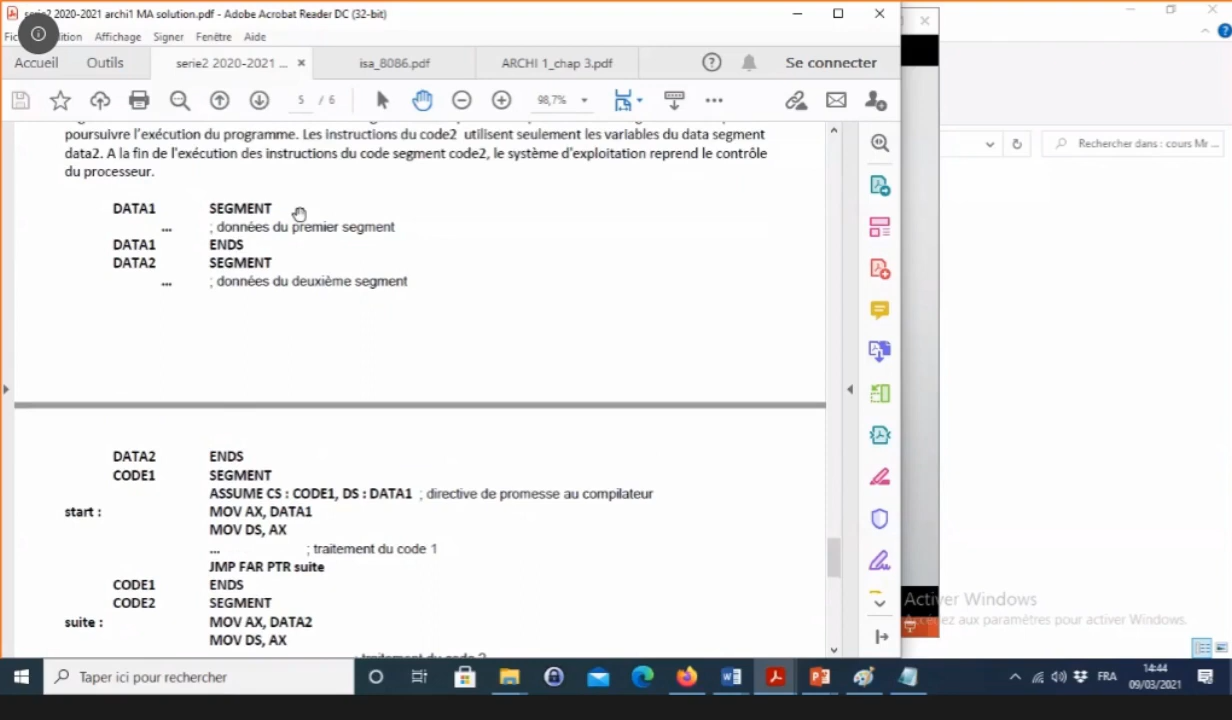 serie2 2020-2021 archi1 MA solution.pdf - Adobe Acrobat Reader DC (32-bit)
Affichage Signer Fenêtre Aide
Accueil Outils serie2 2020-2021 ... × isa_8086.pdf ARCHI 1_chap 3.pdf Se connecter
5 / 6 98,7%
Rechercher dans : cours Mr ...
poursuivre l'exécution du programme. Les instructions du code2 utilisent seulement les variables du data segment
data2. A la fin de l'exécution des instructions du code segment code2, le système d'exploitation reprend le contrôle
du processeur.
DATA1 SEGMENT
... ; données du premier segment
DATA1 ENDS
DATA2 SEGMENT
... ; données du deuxième segment
DATA2 ENDS
CODE1 SEGMENT
ASSUME CS : CODE1, DS : DATA1 ; directive de promesse au compilateur
start : MOV AX, DATA1
MOV DS, AX
... ; traitement du code 1
JMP FAR PTR suite
CODE1 ENDS
CODE2 SEGMENT
suite : MOV AX, DATA2
MOV DS, AX
Activer Windows
Accédez aux paramètres pour activer Windows.
Taper ici pour rechercher
FRA
14:44
09/03/2021